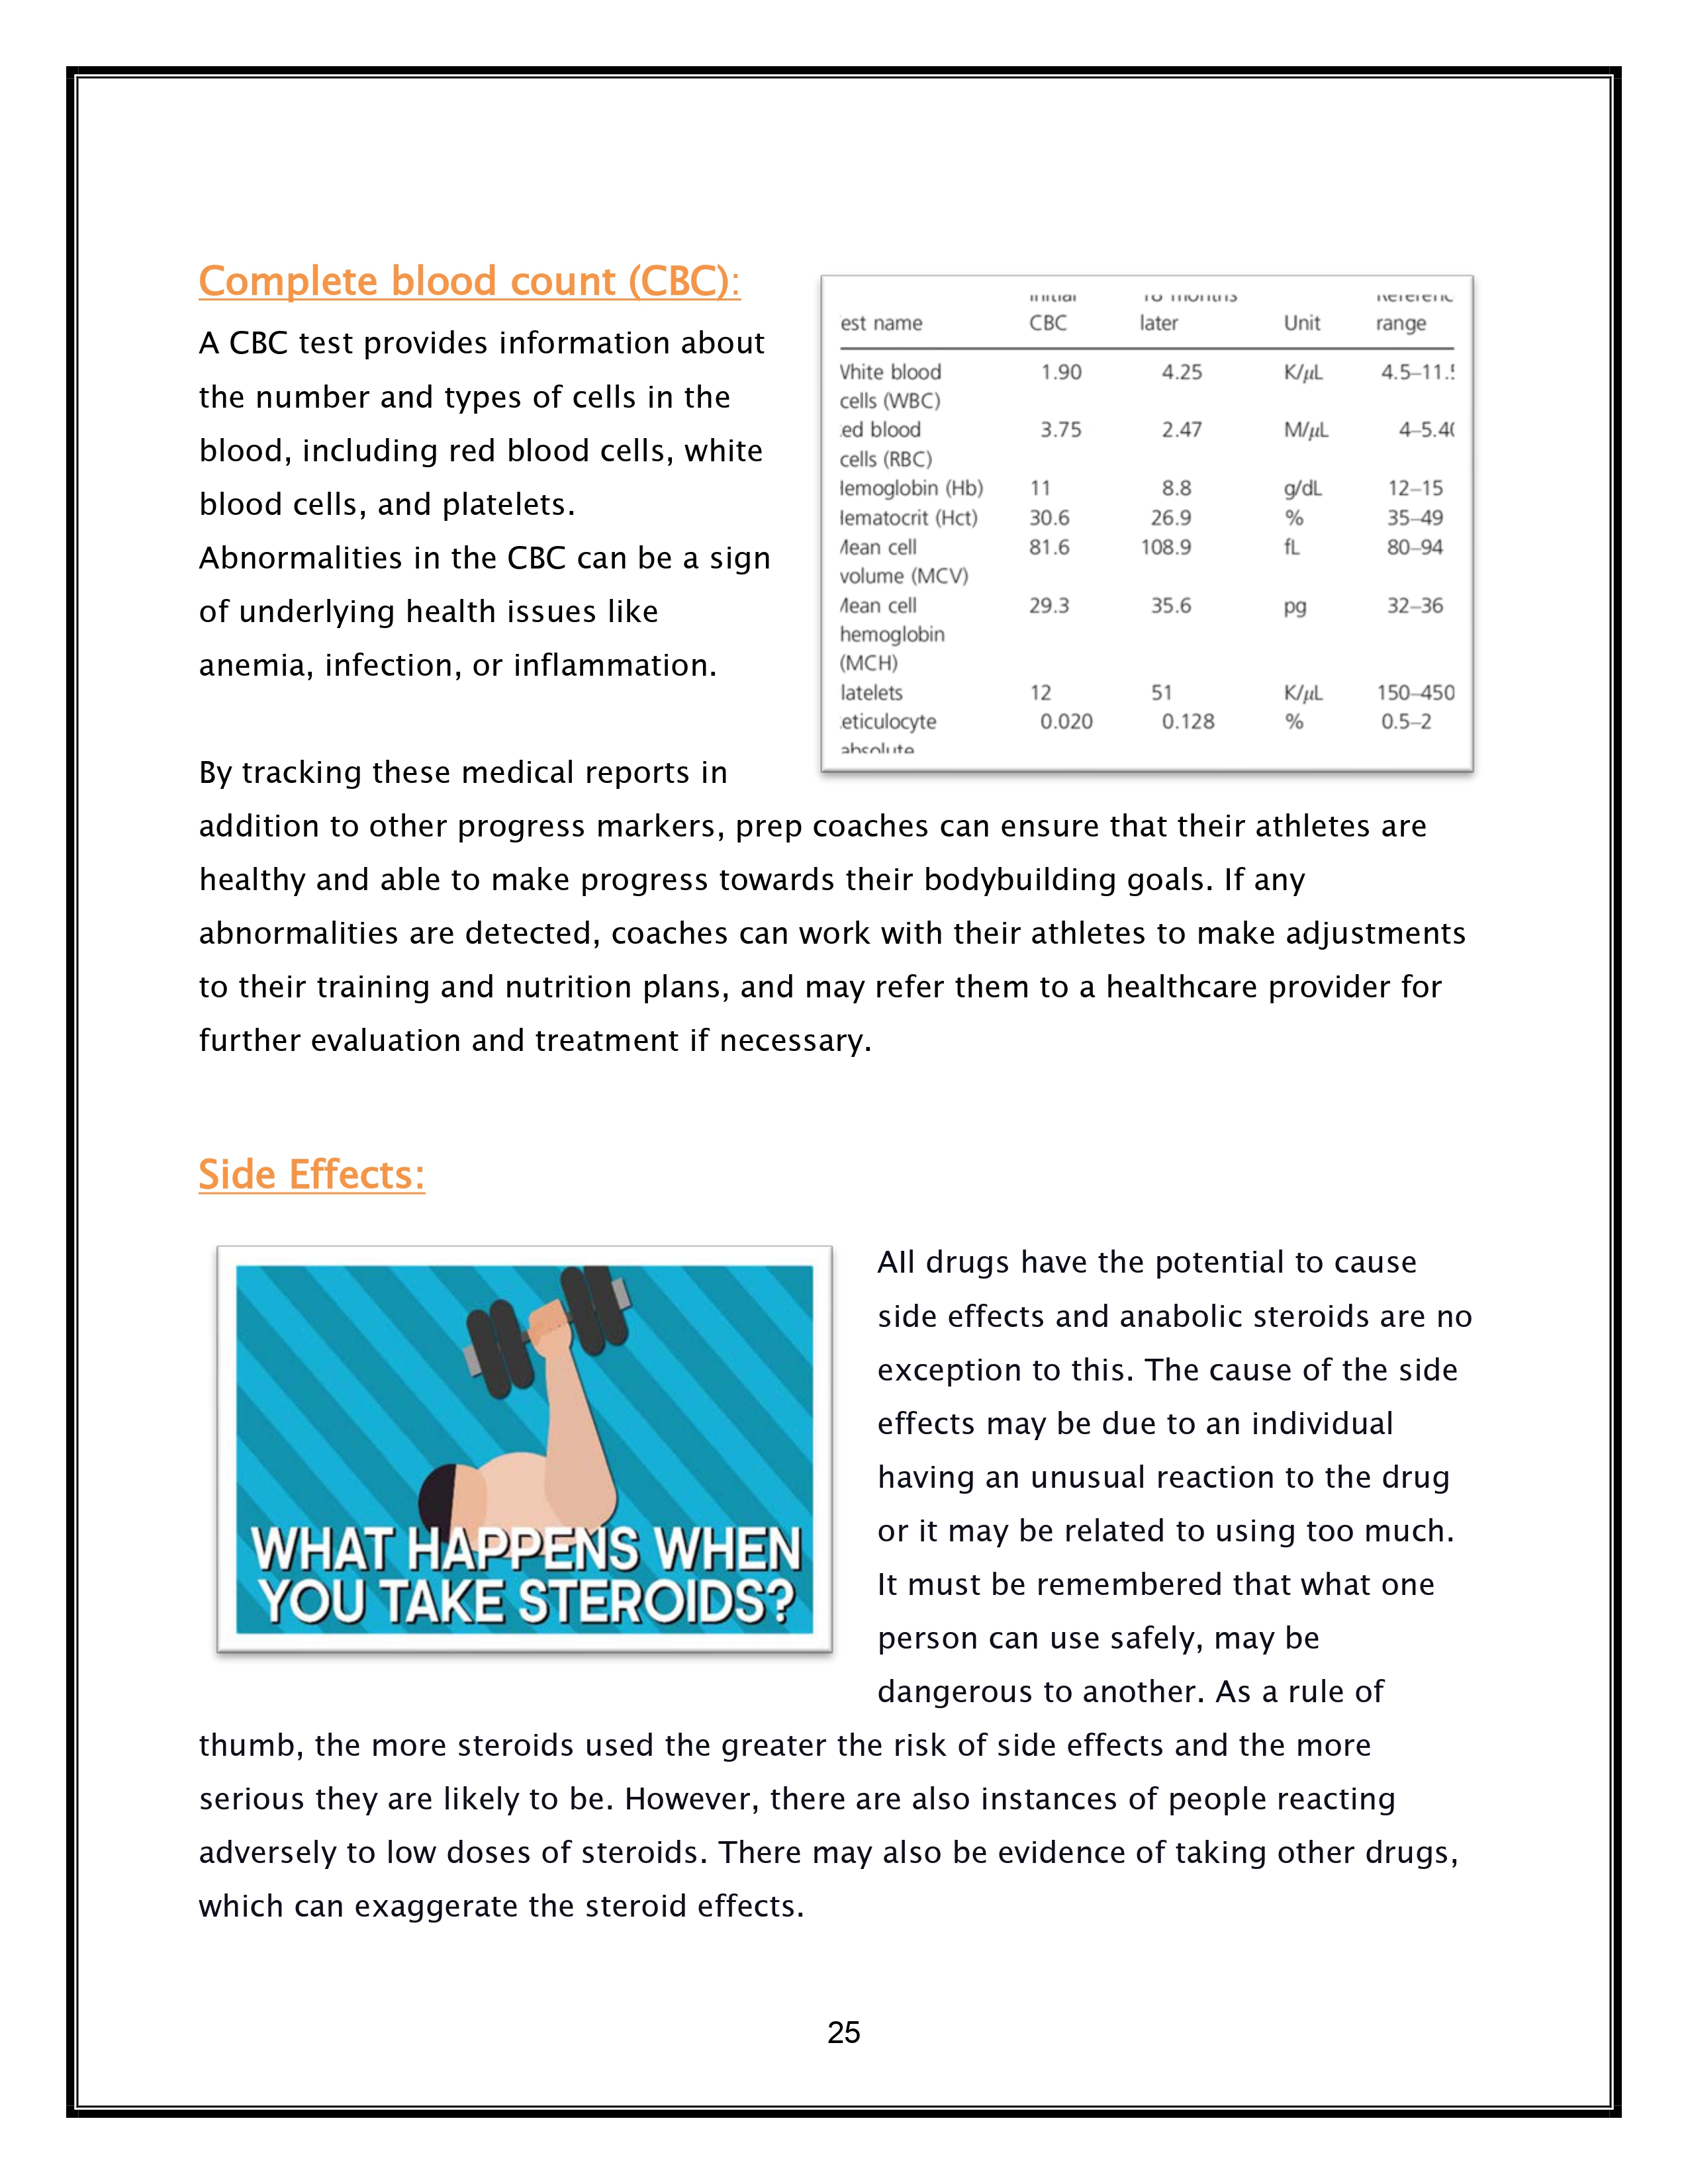 Complete blood count (CBC):
A CBC test provides information about
the number and types of cells in the
blood, including red blood cells, white
blood cells, and platelets.
Abnormalities in the CBC can be a sign
of underlying health issues like
anemia, infection, or inflammation.
est name CBC later Unit range
White blood 1.90 4.25 K/µL 4.5–11.5
cells (WBC)
ed blood 3.75 2.47 M/µL 4–5.40
cells (RBC)
Hemoglobin (Hb) 11 8.8 g/dL 12–15
Hematocrit (Hct) 30.6 26.9 % 35–49
Mean cell 81.6 108.9 fL 80–94
volume (MCV)
Mean cell 29.3 35.6 pg 32–36
hemoglobin
(MCH)
latelets 12 51 K/µL 150–450
eticulocyte 0.020 0.128 % 0.5–2
absolute
By tracking these medical reports in
addition to other progress markers, prep coaches can ensure that their athletes are
healthy and able to make progress towards their bodybuilding goals. If any
abnormalities are detected, coaches can work with their athletes to make adjustments
to their training and nutrition plans, and may refer them to a healthcare provider for
further evaluation and treatment if necessary.
Side Effects:
WHAT HAPPENS WHEN
YOU TAKE STEROIDS?
All drugs have the potential to cause
side effects and anabolic steroids are no
exception to this. The cause of the side
effects may be due to an individual
having an unusual reaction to the drug
or it may be related to using too much.
It must be remembered that what one
person can use safely, may be
dangerous to another. As a rule of
thumb, the more steroids used the greater the risk of side effects and the more
serious they are likely to be. However, there are also instances of people reacting
adversely to low doses of steroids. There may also be evidence of taking other drugs,
which can exaggerate the steroid effects.
25